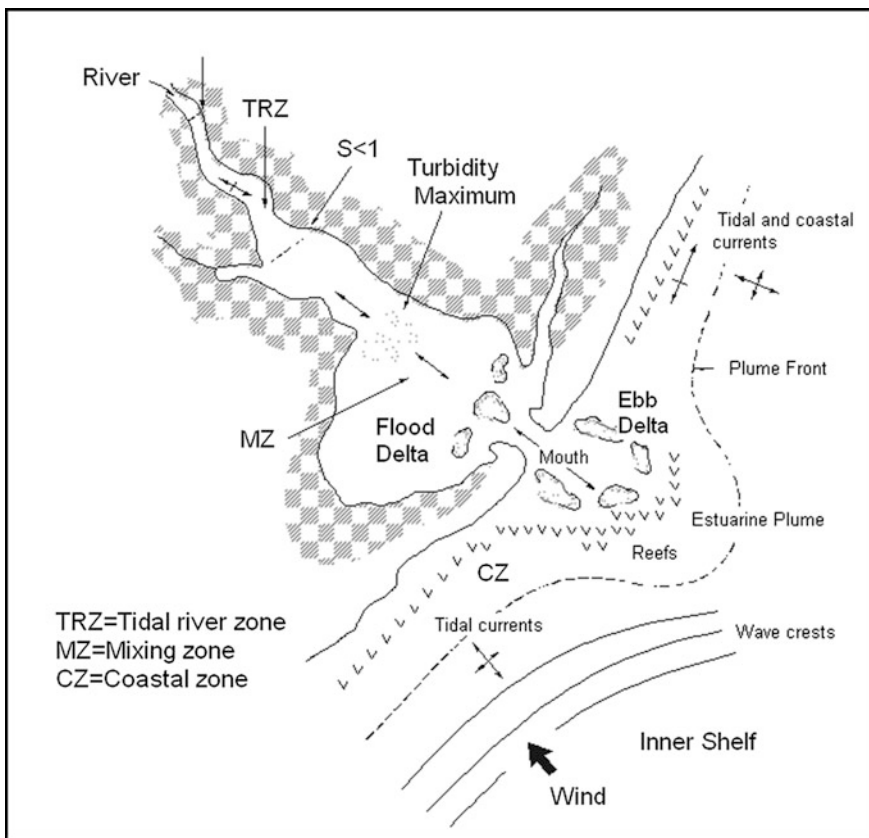 River
TRZ
S<1
Turbidity
Maximum
Tidal and coastal
currents
Plume Front
MZ
Flood
Delta
Ebb
Delta
Mouth
Estuarine Plume
Reefs
CZ
TRZ=Tidal river zone
MZ=Mixing zone
CZ=Coastal zone
Tidal currents
Wave crests
Inner Shelf
Wind